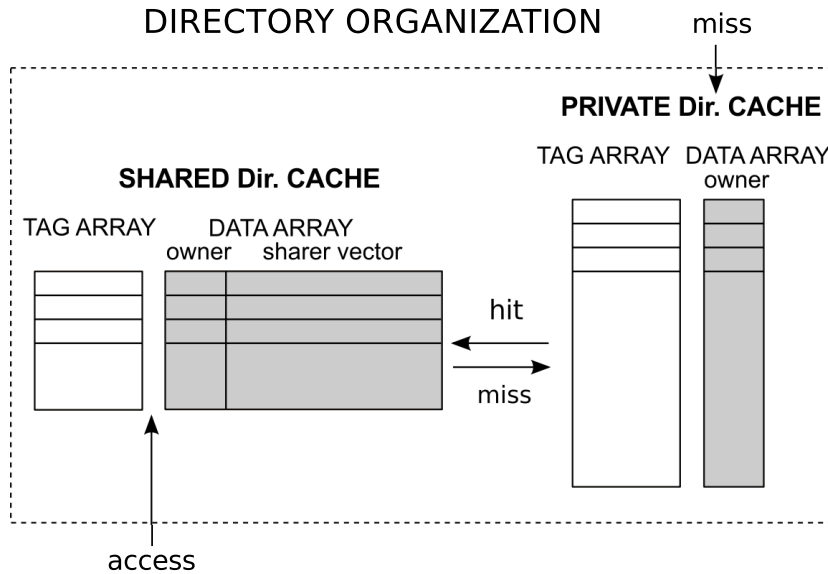 DIRECTORY ORGANIZATION
miss
PRIVATE Dir. CACHE
TAG ARRAY
DATA ARRAY
owner
SHARED Dir. CACHE
TAG ARRAY
DATA ARRAY
owner
sharer vector
hit
miss
access